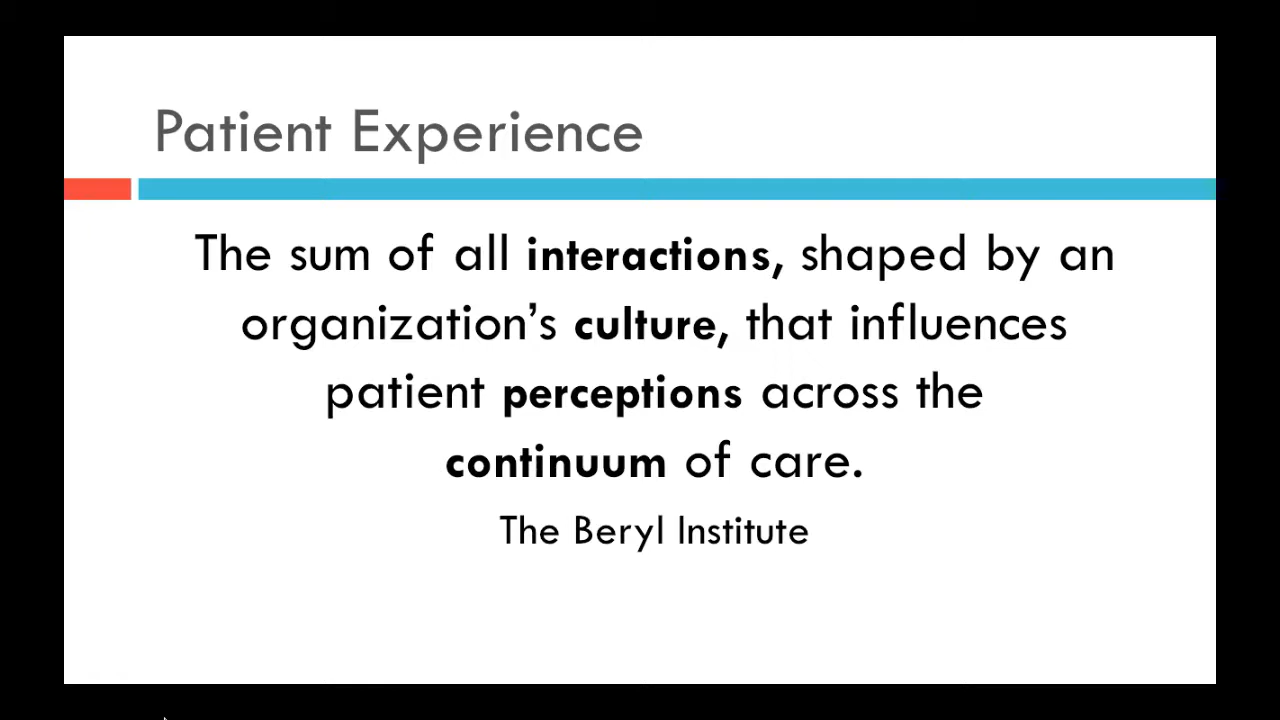 Patient Experience
The sum of all interactions, shaped by an
organization’s culture, that influences
patient perceptions across the
continuum of care.
The Beryl Institute